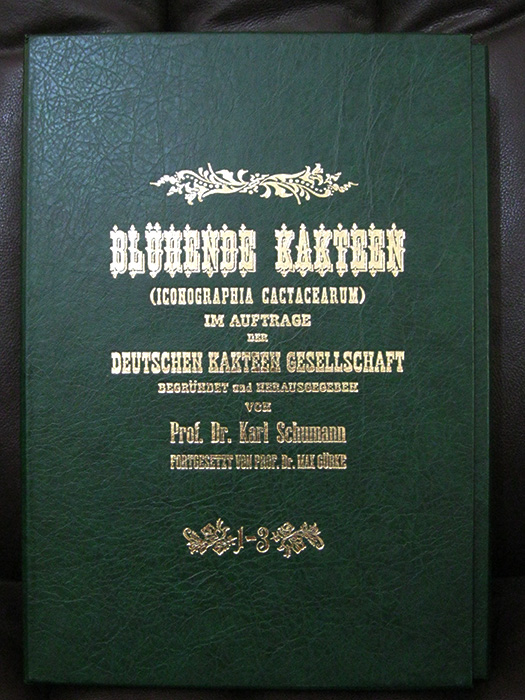 BLÜHENDE KAKTEEN
(ICONOGRAPHIA CACTACEARUM)
IM AUFTRAGE
DER
DEUTSCHEN KAKTEEN GESELLSCHAFT
BEGRÜNDET und HERAUSGEGEBEN
VON
Prof. Dr. Karl Schumann
FORTGESETZT VON PROF. Dr. MAX GÜRKE
1-3